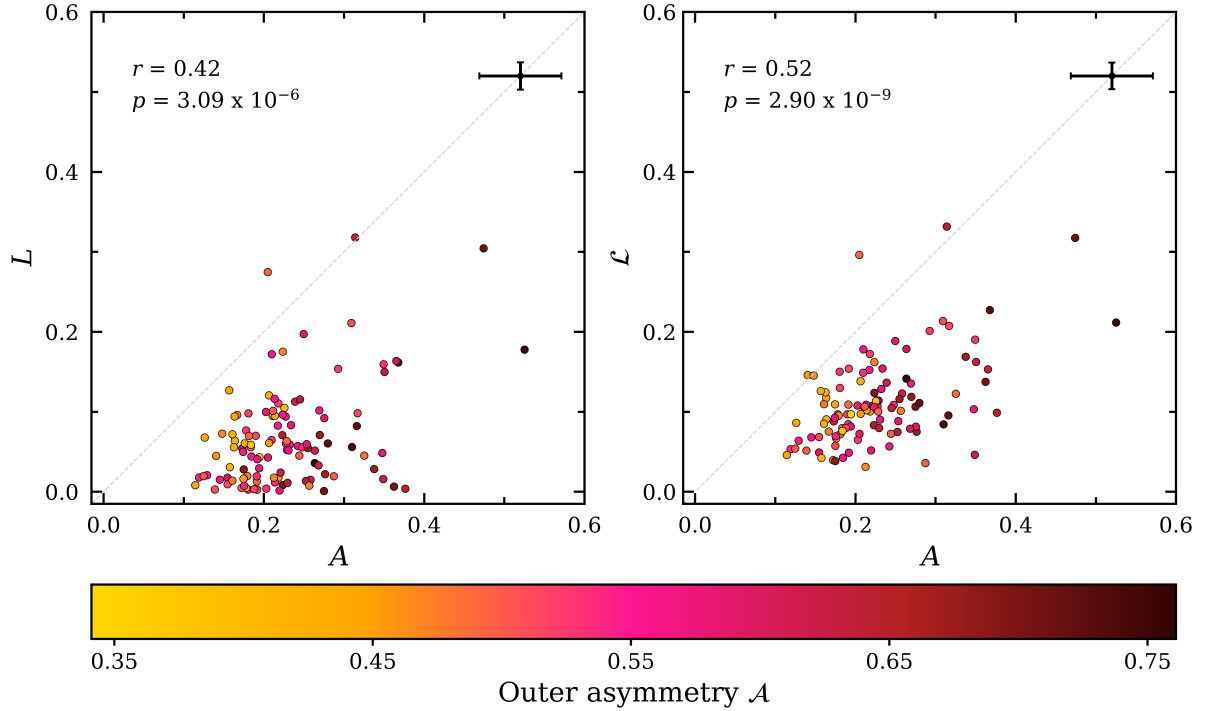 0.6
0.4
0.2
0.0
L
r = 0.42
p = 3.09 x 10⁻⁶
0.0 0.2 0.4 0.6
A
0.6
0.4
0.2
0.0
ℒ
r = 0.52
p = 2.90 x 10⁻⁹
0.0 0.2 0.4 0.6
A
0.35 0.45 0.55 0.65 0.75
Outer asymmetry 𝒜